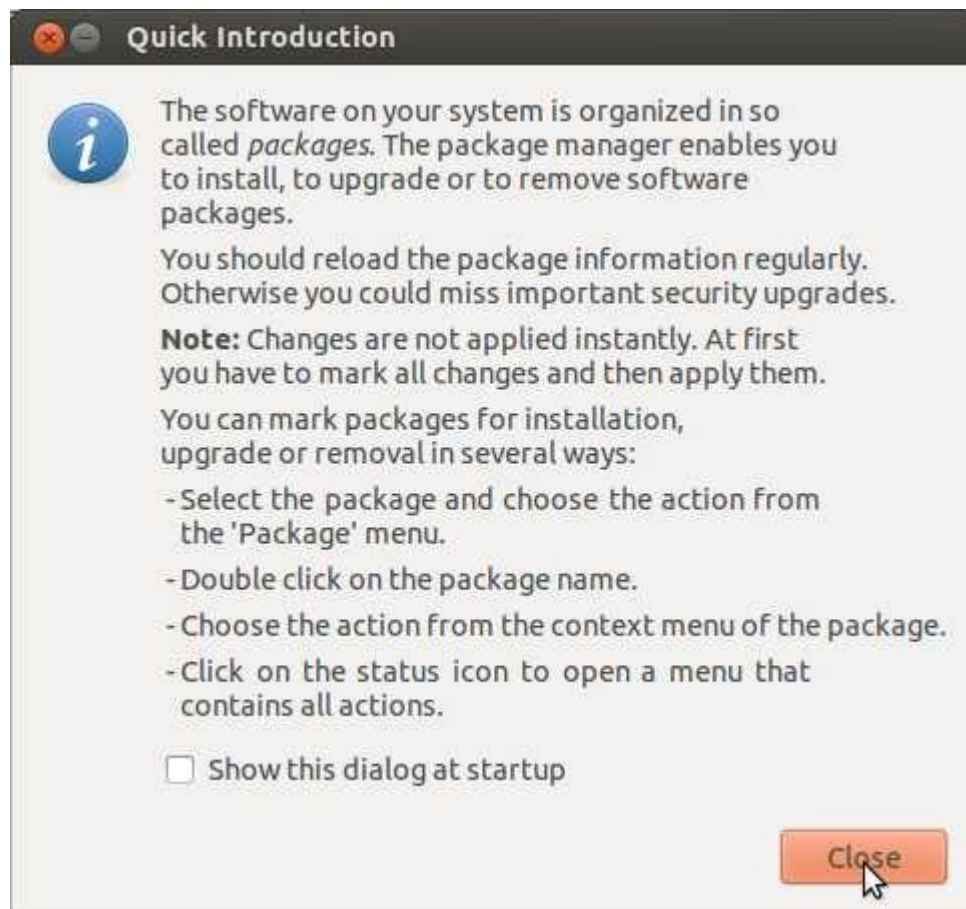 Quick Introduction
The software on your system is organized in so
called packages. The package manager enables you
to install, to upgrade or to remove software
packages.
You should reload the package information regularly.
Otherwise you could miss important security upgrades.
Note: Changes are not applied instantly. At first
you have to mark all changes and then apply them.
You can mark packages for installation,
upgrade or removal in several ways:
- Select the package and choose the action from
the 'Package' menu.
- Double click on the package name.
- Choose the action from the context menu of the package.
- Click on the status icon to open a menu that
contains all actions.
Show this dialog at startup
Close